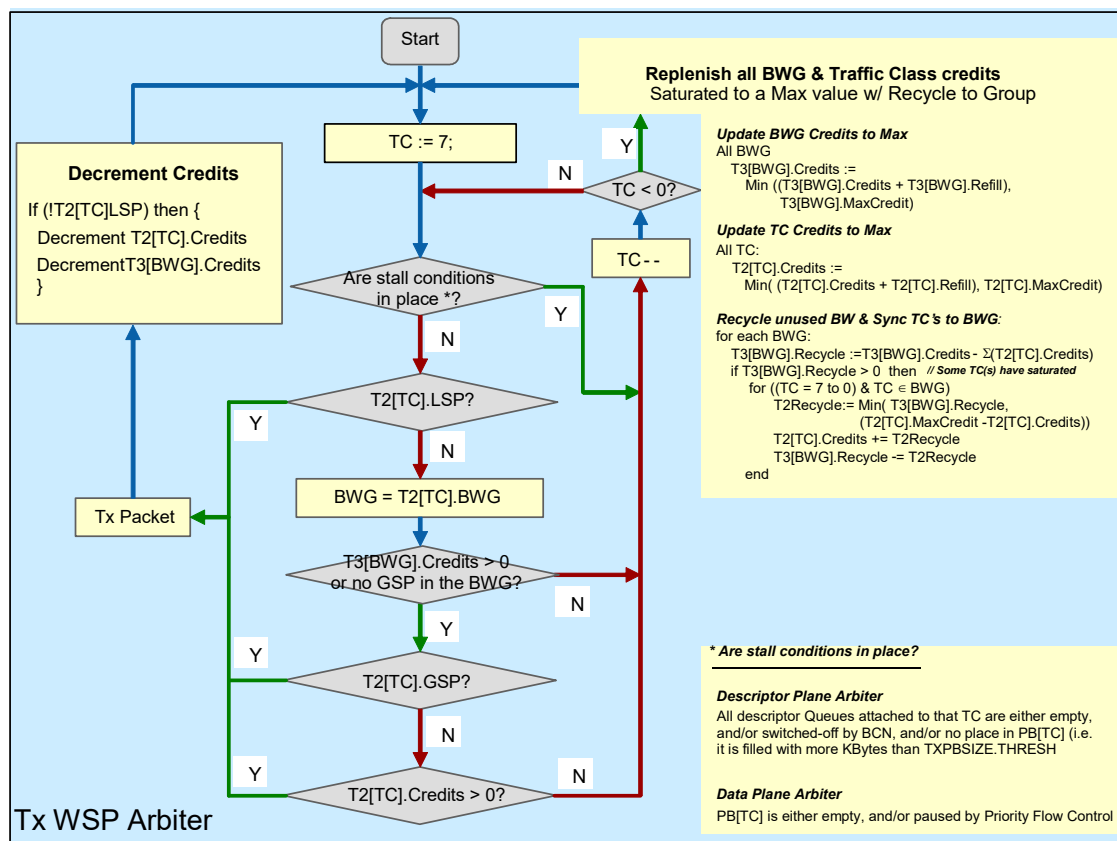 Start
Replenish all BWG & Traffic Class credits
Saturated to a Max value w/ Recycle to Group
TC := 7;
Y
N
TC < 0?
Update BWG Credits to Max
All BWG
T3[BWG].Credits :=
Min ((T3[BWG].Credits + T3[BWG].Refill),
T3[BWG].MaxCredit)
Update TC Credits to Max
All TC:
T2[TC].Credits :=
Min( (T2[TC].Credits + T2[TC].Refill), T2[TC].MaxCredit)
Recycle unused BW & Sync TC's to BWG:
for each BWG:
T3[BWG].Recycle :=T3[BWG].Credits - Σ(T2[TC].Credits)
if T3[BWG].Recycle > 0 then // Some TC(s) have saturated
for ((TC = 7 to 0) & TC ∈ BWG)
T2Recycle:= Min( T3[BWG].Recycle,
(T2[TC].MaxCredit -T2[TC].Credits))
T2[TC].Credits += T2Recycle
T3[BWG].Recycle -= T2Recycle
end
Decrement Credits
If (!T2[TC]LSP) then {
Decrement T2[TC].Credits
DecrementT3[BWG].Credits
}
TC - -
Are stall conditions
in place *?
Y
N
T2[TC].LSP?
Y
N
BWG = T2[TC].BWG
Tx Packet
T3[BWG].Credits > 0
or no GSP in the BWG?
N
Y
Y
T2[TC].GSP?
N
Y
T2[TC].Credits > 0?
N
* Are stall conditions in place?
Descriptor Plane Arbiter
All descriptor Queues attached to that TC are either empty,
and/or switched-off by BCN, and/or no place in PB[TC] (i.e.
it is filled with more KBytes than TXPBSIZE.THRESH
Data Plane Arbiter
PB[TC] is either empty, and/or paused by Priority Flow Control
Tx WSP Arbiter